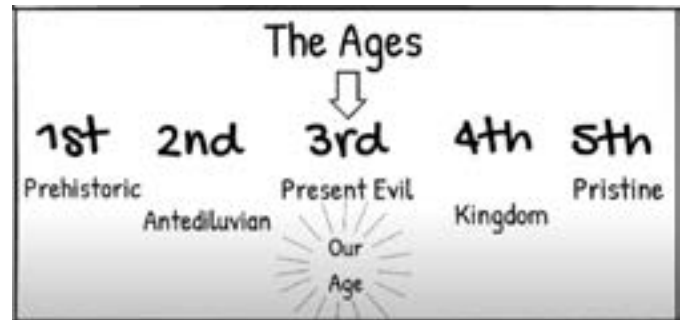 The Ages
1st 2nd 3rd 4th 5th
Prehistoric Present Evil Pristine
Antediluvian Kingdom
Our
Age